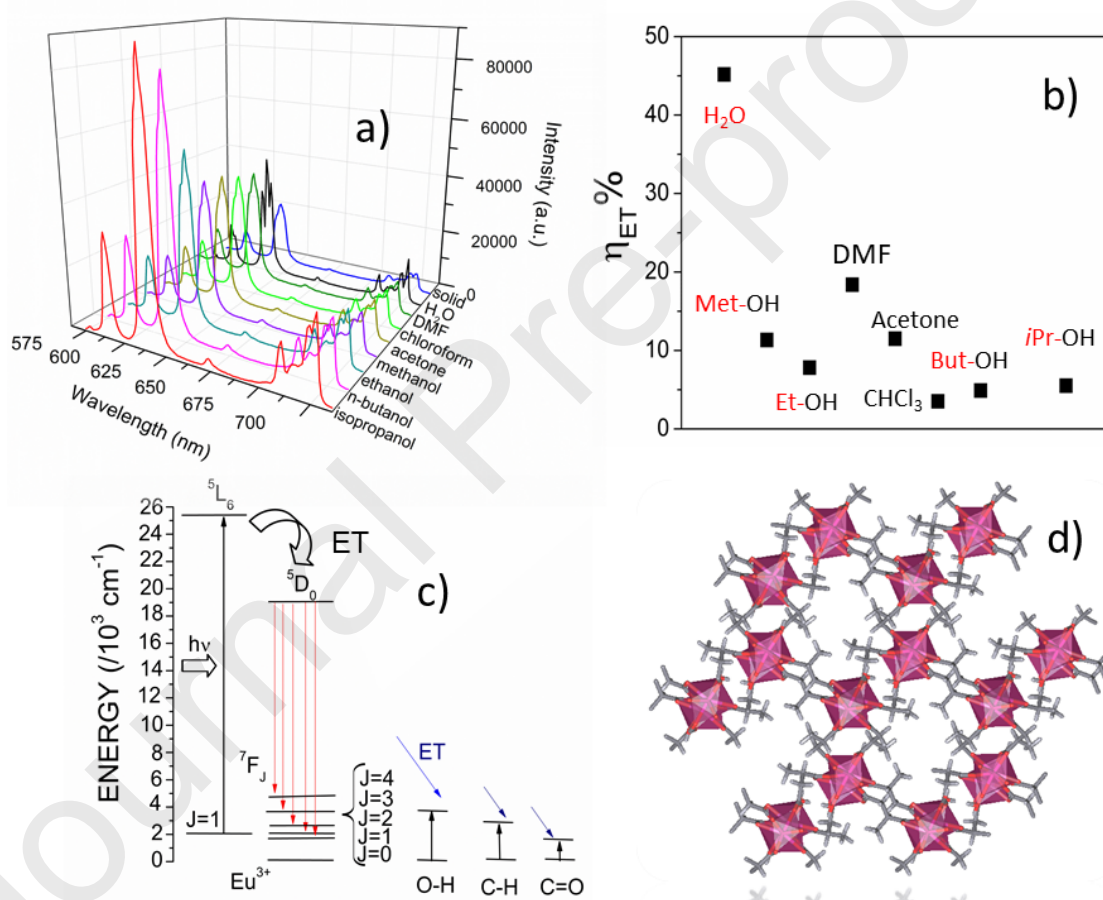 a)
80000
60000
40000
20000
0
Intensity (a.u.)
575
600
625
650
675
700
Wavelength (nm)
solid
H₂O
DMF
chloroform
acetone
methanol
ethanol
n-butanol
isopropanol
b)
50
40
30
20
10
0
ηET%
H₂O
DMF
Met-OH
Acetone
iPr-OH
But-OH
Et-OH
CHCl₃
c)
ENERGY (/10³ cm⁻¹)
26
24
22
20
18
16
14
12
10
8
6
4
2
0
⁵L₆
ET
⁵D₀
hν
⁷F_J
J=1
J=4
J=3
J=2
J=1
J=0
Eu³⁺
ET
O-H
C-H
C=O
d)
Journal Pre-proo